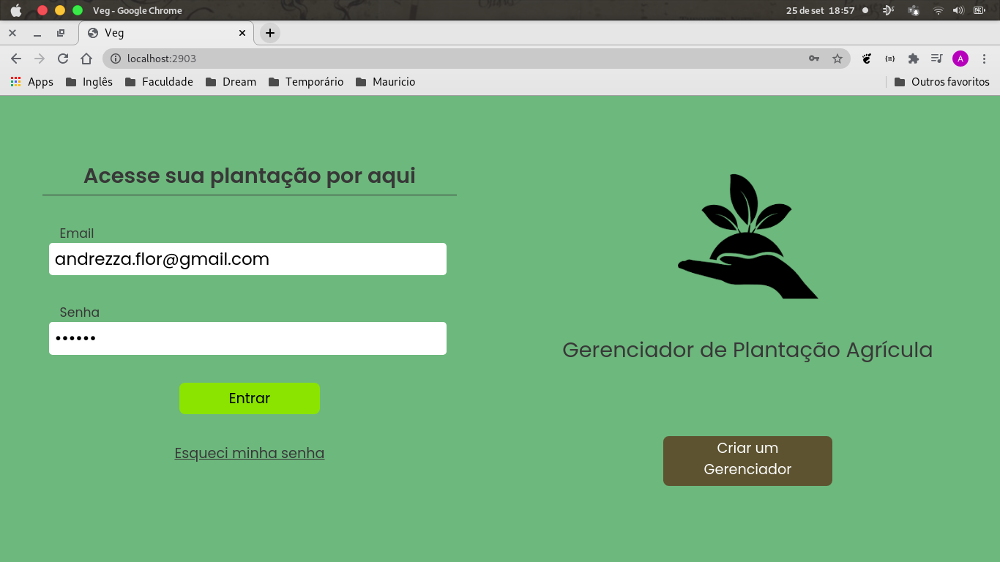 Veg - Google Chrome
25 de set 18:57
Veg
localhost:2903
A
Apps
Inglês
Faculdade
Dream
Temporário
Mauricio
Outros favoritos
Acesse sua plantação por aqui
Email
andrezza.flor@gmail.com
Senha
••••••
Entrar
Esqueci minha senha
Gerenciador de Plantação Agrícula
Criar um
Gerenciador